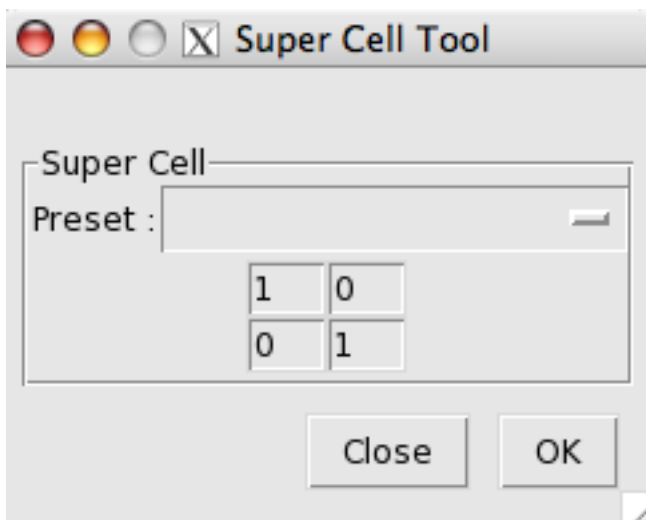 Super Cell Tool
Super Cell
Preset :
1 0
0 1
Close OK